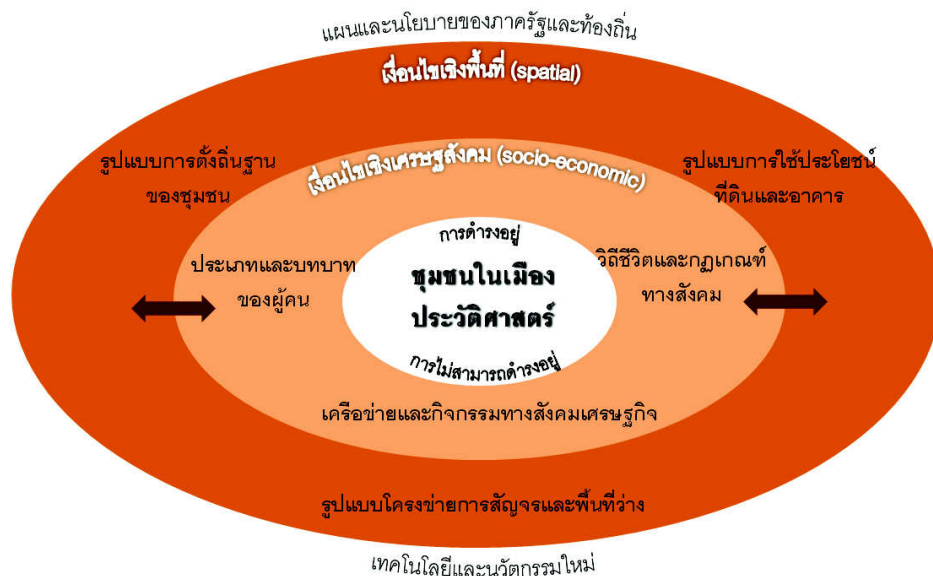 แผนและนโยบายของภาครัฐและท้องถิ่น
เงื่อนไขเชิงพื้นที่ (spatial)
เงื่อนไขเชิงเศรษฐสังคม (socio-economic)
รูปแบบการตั้งถิ่นฐาน
ของชุมชน
รูปแบบการใช้ประโยชน์
ที่ดินและอาคาร
การดำรงอยู่
ชุมชนในเมือง
ประวัติศาสตร์
การไม่สามารถดำรงอยู่
ประเภทและบทบาท
ของผู้คน
วิถีชีวิตและกฏเกณฑ์
ทางสังคม
เครือข่ายและกิจกรรมทางสังคมเศรษฐกิจ
รูปแบบโครงข่ายการสัญจรและพื้นที่ว่าง
เทคโนโลยีและนวัตกรรมใหม่